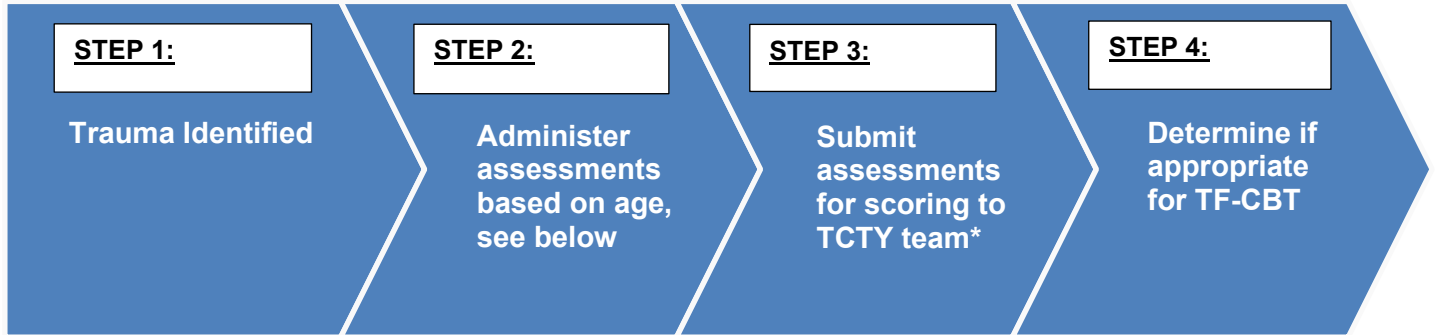 STEP 1:
Trauma Identified
STEP 2:
Administer
assessments
based on age,
see below
STEP 3:
Submit
assessments
for scoring to
TCTY team*
STEP 4:
Determine if
appropriate
for TF-CBT